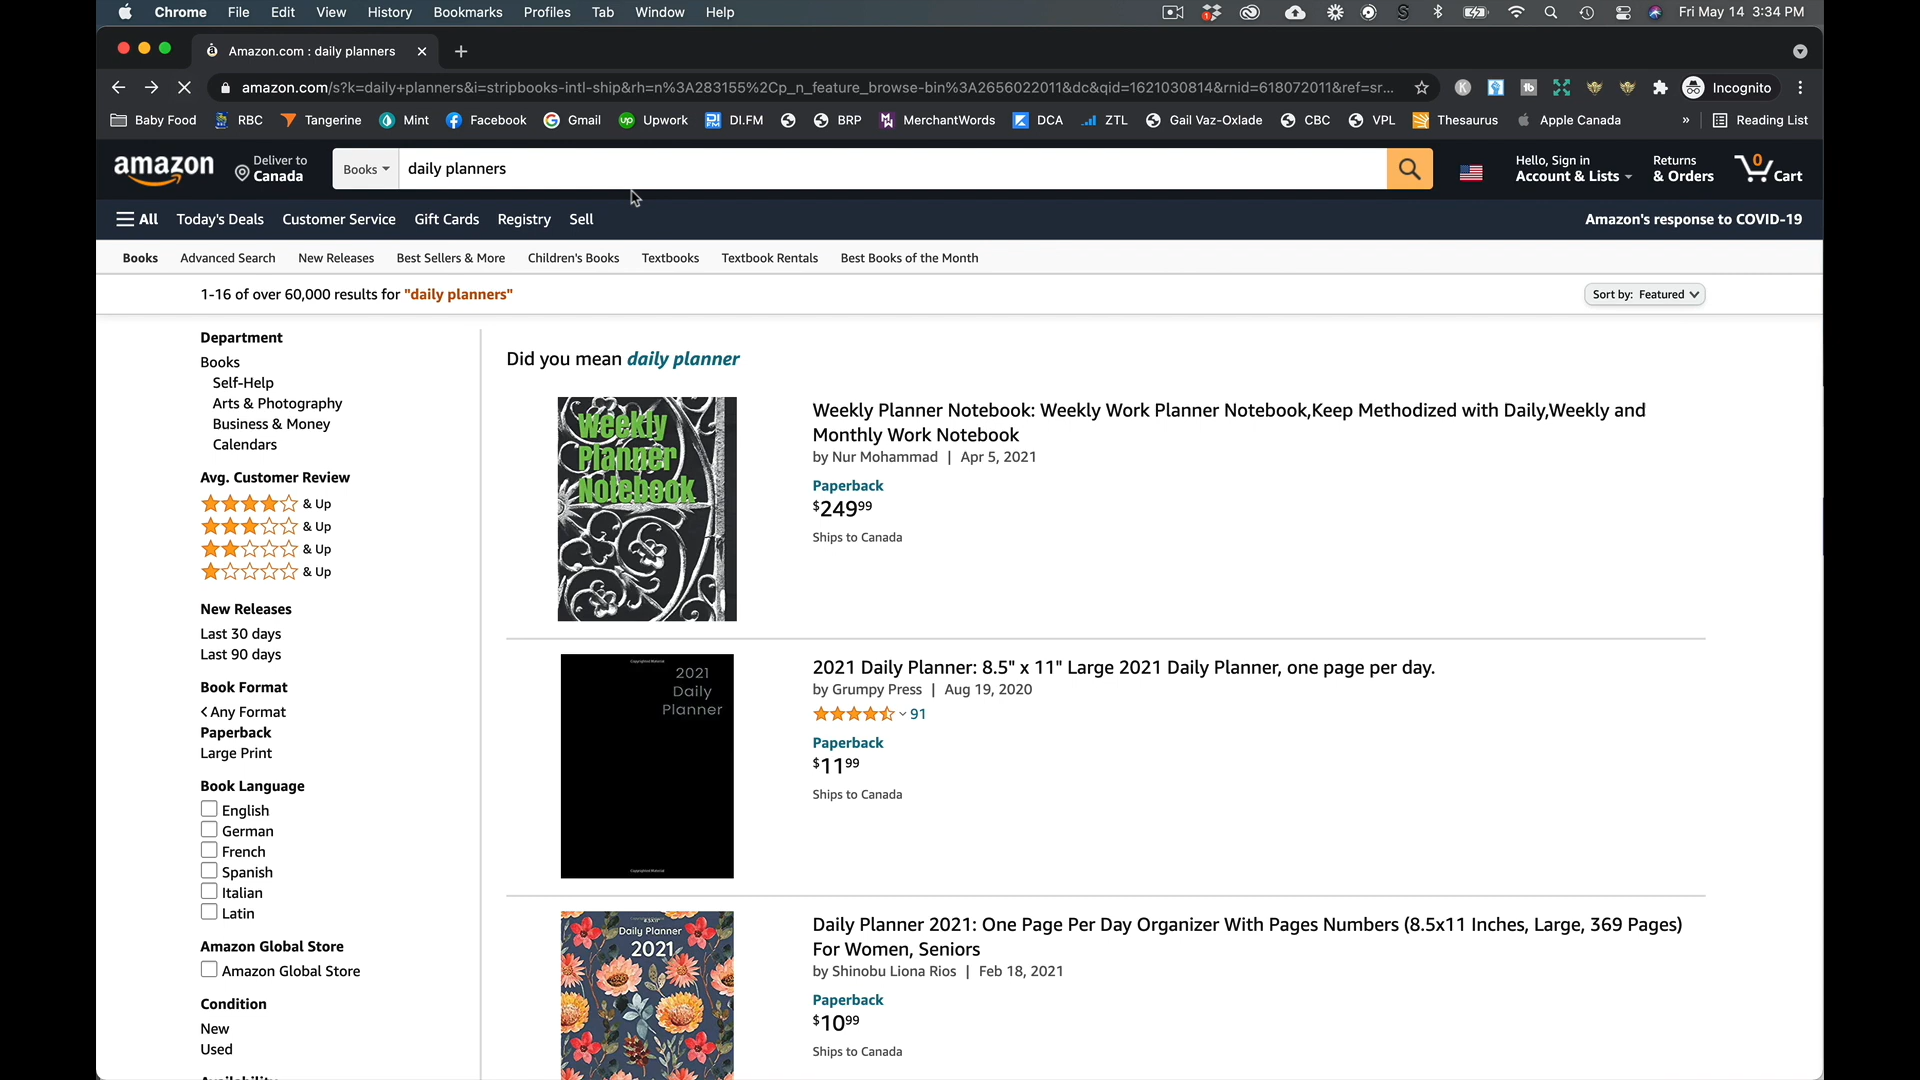 Chrome File Edit View History Bookmarks Profiles Tab Window Help Fri May 14 3:34 PM
Amazon.com : daily planners
amazon.com/s?k=daily+planners&i=stripbooks-intl-ship&rh=n%3A283155%2Cp_n_feature_browse-bin%3A2656022011&dc&qid=1621030814&rnid=618072011&ref=sr... Incognito
Baby Food RBC Tangerine Mint Facebook Gmail Upwork DI.FM BRP MerchantWords DCA ZTL Gail Vaz-Oxlade CBC VPL Thesaurus Apple Canada » Reading List
amazon
Deliver to
Canada
Books daily planners
Hello, Sign in
Account & Lists
Returns
& Orders
0
Cart
All Today's Deals Customer Service Gift Cards Registry Sell Amazon's response to COVID-19
Books Advanced Search New Releases Best Sellers & More Children's Books Textbooks Textbook Rentals Best Books of the Month
1-16 of over 60,000 results for "daily planners" Sort by: Featured
Department
Books
Self-Help
Arts & Photography
Business & Money
Calendars
Avg. Customer Review
& Up
& Up
& Up
& Up
New Releases
Last 30 days
Last 90 days
Book Format
Any Format
Paperback
Large Print
Book Language
English
German
French
Spanish
Italian
Latin
Amazon Global Store
Amazon Global Store
Condition
New
Used
Did you mean daily planner
Weekly
Planner
Notebook
Weekly Planner Notebook: Weekly Work Planner Notebook,Keep Methodized with Daily,Weekly and
Monthly Work Notebook
by Nur Mohammad | Apr 5, 2021
Paperback
$24999
Ships to Canada
2021
Daily
Planner
2021 Daily Planner: 8.5" x 11" Large 2021 Daily Planner, one page per day.
by Grumpy Press | Aug 19, 2020
91
Paperback
$1199
Ships to Canada
Daily Planner
2021
Daily Planner 2021: One Page Per Day Organizer With Pages Numbers (8.5x11 Inches, Large, 369 Pages)
For Women, Seniors
by Shinobu Liona Rios | Feb 18, 2021
Paperback
$1099
Ships to Canada